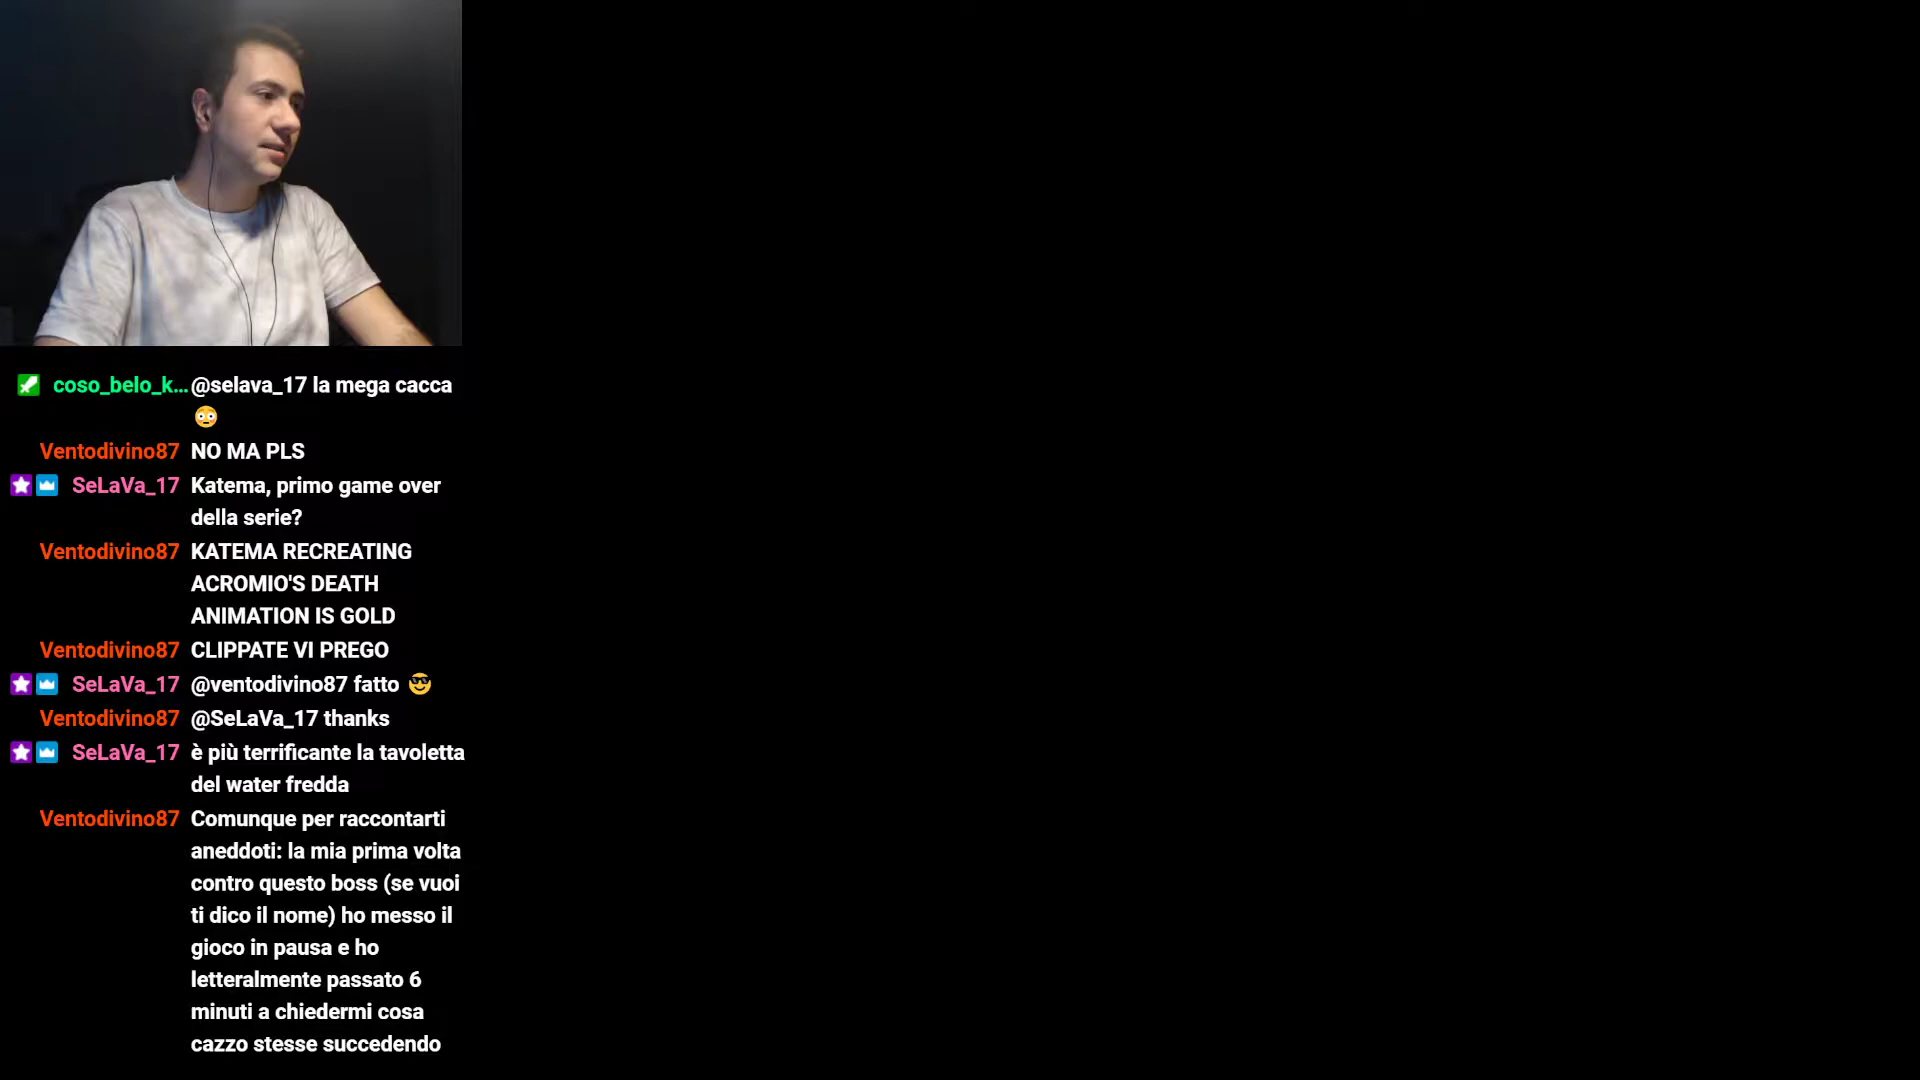 coso_belo_k... @selava_17 la mega cacca
😳
Ventodivino87 NO MA PLS
SeLaVa_17 Katema, primo game over
della serie?
Ventodivino87 KATEMA RECREATING
ACROMIO'S DEATH
ANIMATION IS GOLD
Ventodivino87 CLIPPATE VI PREGO
SeLaVa_17 @ventodivino87 fatto 😎
Ventodivino87 @SeLaVa_17 thanks
SeLaVa_17 è più terrificante la tavoletta
del water fredda
Ventodivino87 Comunque per raccontarti
aneddoti: la mia prima volta
contro questo boss (se vuoi
ti dico il nome) ho messo il
gioco in pausa e ho
letteralmente passato 6
minuti a chiedermi cosa
cazzo stesse succedendo